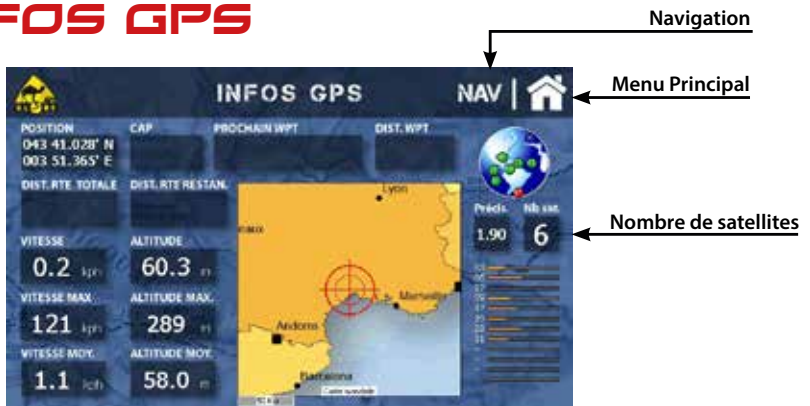 FOS GPS
Navigation
INFOS GPS
NAV
Menu Principal
POSITION
CAP
PROCHAIN WPT
DIST. WPT
043 41.028' N
003 51.365' E
DIST. RTE TOTALE
DIST. RTE RESTAN.
Lyon
Précis.
Nb sat.
1.90
6
Nombre de satellites
VITESSE
ALTITUDE
0.2 kph
60.3 m
VITESSE MAX
ALTITUDE MAX.
Marseille
121 kph
289 m
Andorra
VITESSE MOY.
ALTITUDE MOY.
1.1 kph
58.0 m
Barcelona